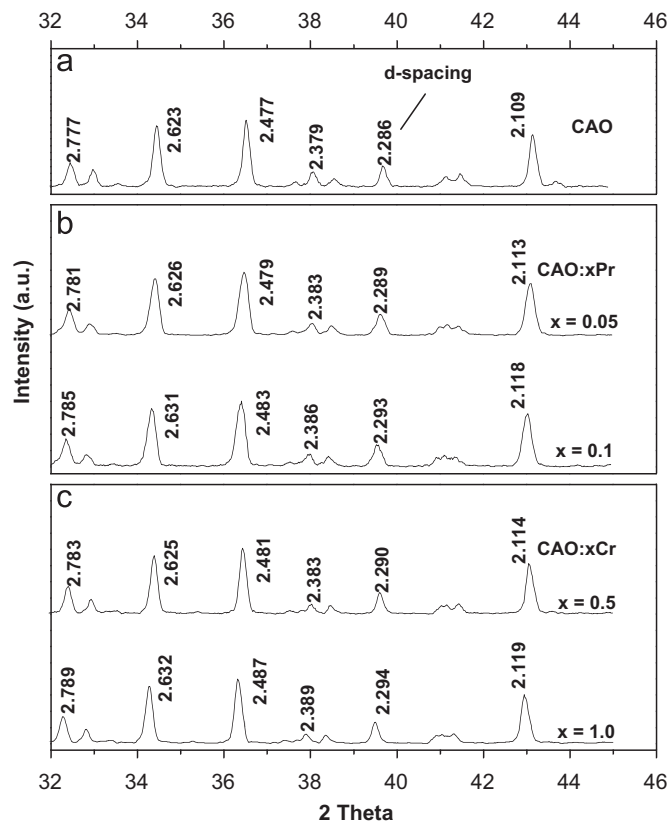 32 34 36 38 40 42 44 46
a
d-spacing
2.777 2.623 2.477 2.379 2.286 2.109
CAO
b
CAO:xPr
2.781 2.626 2.479 2.383 2.289 2.113
x = 0.05
2.785 2.631 2.483 2.386 2.293 2.118
x = 0.1
c
CAO:xCr
2.783 2.625 2.481 2.383 2.290 2.114
x = 0.5
2.789 2.632 2.487 2.389 2.294 2.119
x = 1.0
32 34 36 38 40 42 44 46
2 Theta
Intensity (a.u.)